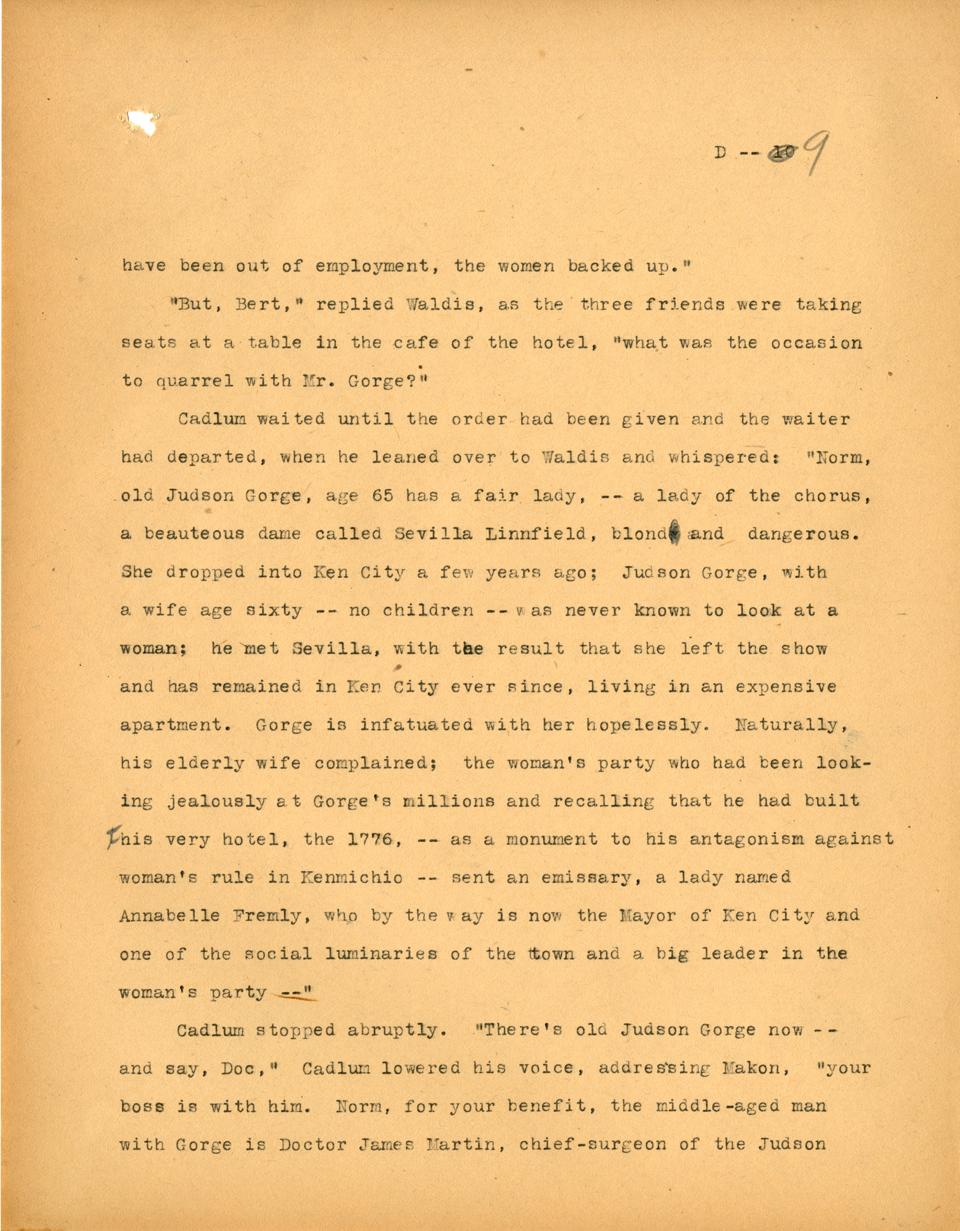 D -- 10 9
have been out of employment, the women backed up."
"But, Bert," replied Waldis, as the three friends were taking
seats at a table in the cafe of the hotel, "what was the occasion
to quarrel with Mr. Gorge?"
Cadlum waited until the order had been given and the waiter
had departed, when he leaned over to Waldis and whispered: "Norm,
old Judson Gorge, age 65 has a fair lady, -- a lady of the chorus,
a beauteous dame called Sevilla Linnfield, blond and dangerous.
She dropped into Ken City a few years ago; Judson Gorge, with
a wife age sixty -- no children -- was never known to look at a
woman; he met Sevilla, with the result that she left the show
and has remained in Ken City ever since, living in an expensive
apartment. Gorge is infatuated with her hopelessly. Naturally,
his elderly wife complained; the woman's party who had been look-
ing jealously at Gorge's millions and recalling that he had built
this very hotel, the 1776, -- as a monument to his antagonism against
woman's rule in Kenmichio -- sent an emissary, a lady named
Annabelle Fremly, who by the way is now the Mayor of Ken City and
one of the social luminaries of the town and a big leader in the
woman's party --"
Cadlum stopped abruptly. "There's old Judson Gorge now --
and say, Doc," Cadlum lowered his voice, addressing Makon, "your
boss is with him. Norm, for your benefit, the middle-aged man
with Gorge is Doctor James Martin, chief-surgeon of the Judson